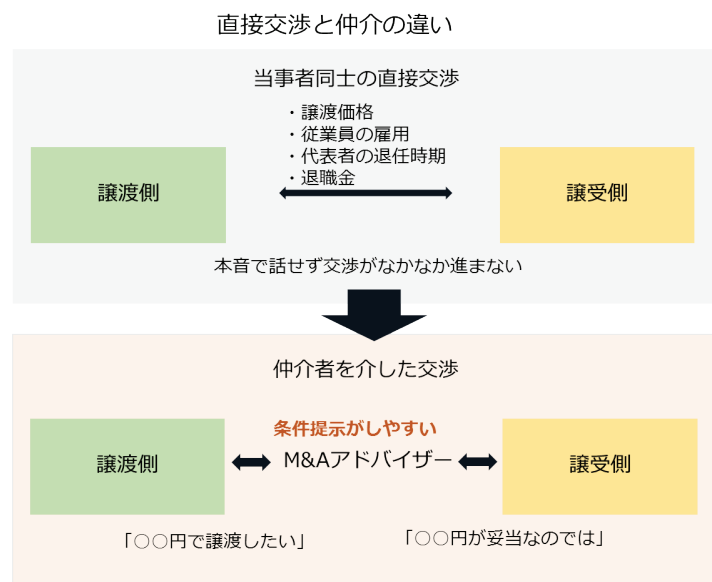 直接交渉と仲介の違い
当事者同士の直接交渉
・譲渡価格
・従業員の雇用
・代表者の退任時期
・退職金
譲渡側
譲受側
本音で話せず交渉がなかなか進まない
仲介者を介した交渉
条件提示がしやすい
譲渡側
M&Aアドバイザー
譲受側
「○○円で譲渡したい」
「○○円が妥当なのでは」